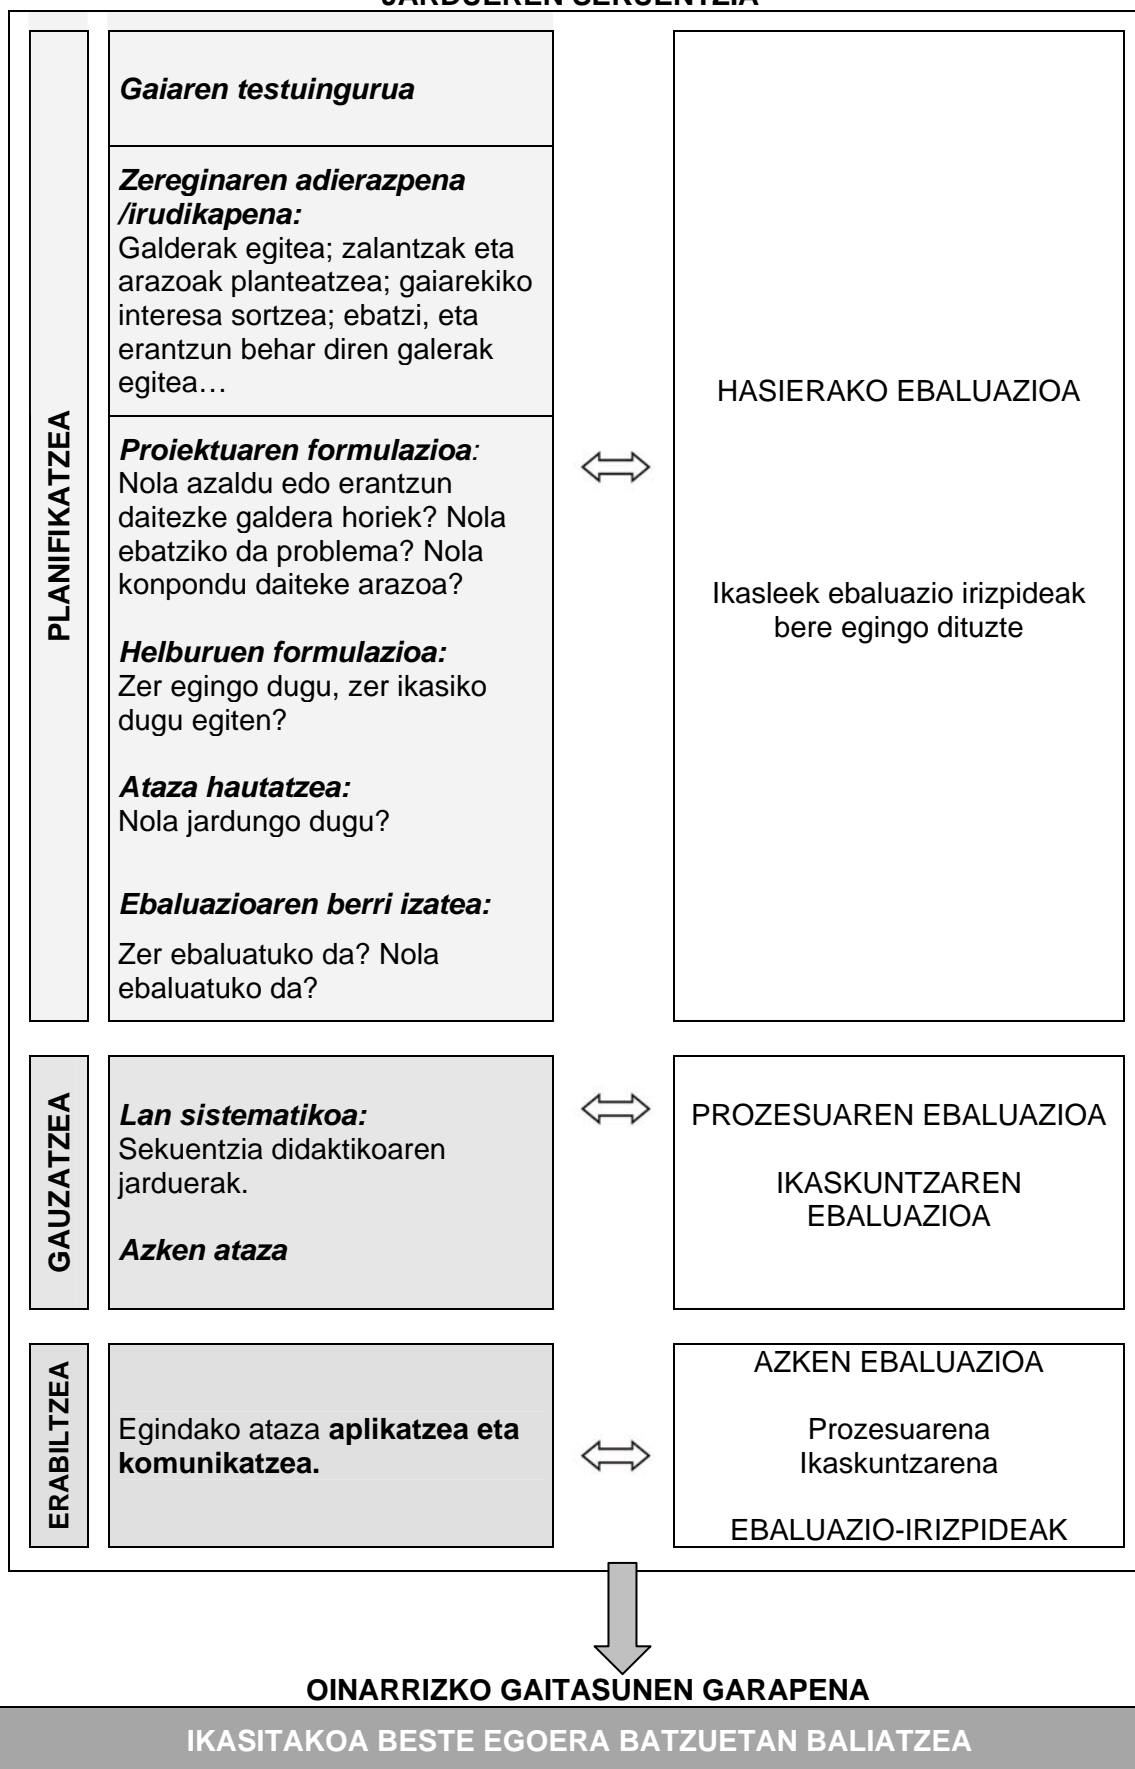 JARDUEREN SEKUENTZIA
PLANIFIKATZEA
Gaiaren testuingurua
Zereginaren adierazpena
/irudikapena:
Galderak egitea; zalantzak eta
arazoak planteatzea; gaiarekiko
interesa sortzea; ebatzi, eta
erantzun behar diren galerak
egitea…
Proiektuaren formulazioa:
Nola azaldu edo erantzun
daitezke galdera horiek? Nola
ebatziko da problema? Nola
konpondu daiteke arazoa?
Helburuen formulazioa:
Zer egingo dugu, zer ikasiko
dugu egiten?
Ataza hautatzea:
Nola jardungo dugu?
Ebaluazioaren berri izatea:
Zer ebaluatuko da? Nola
ebaluatuko da?
HASIERAKO EBALUAZIOA
Ikasleek ebaluazio irizpideak
bere egingo dituzte
GAUZATZEA
Lan sistematikoa:
Sekuentzia didaktikoaren
jarduerak.
Azken ataza
PROZESUAREN EBALUAZIOA
IKASKUNTZAREN
EBALUAZIOA
ERABILTZEA
Egindako ataza aplikatzea eta
komunikatzea.
AZKEN EBALUAZIOA
Prozesuarena
Ikaskuntzarena
EBALUAZIO-IRIZPIDEAK
OINARRIZKO GAITASUNEN GARAPENA
IKASITAKOA BESTE EGOERA BATZUETAN BALIATZEA